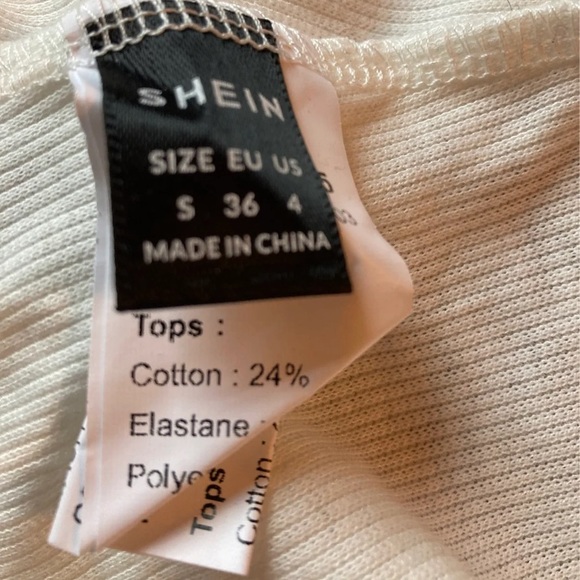 SHEIN
SIZE EU US
S 36 4
MADE IN CHINA
Tops :
Cotton : 24%
Elastane
Tops
Cotton :